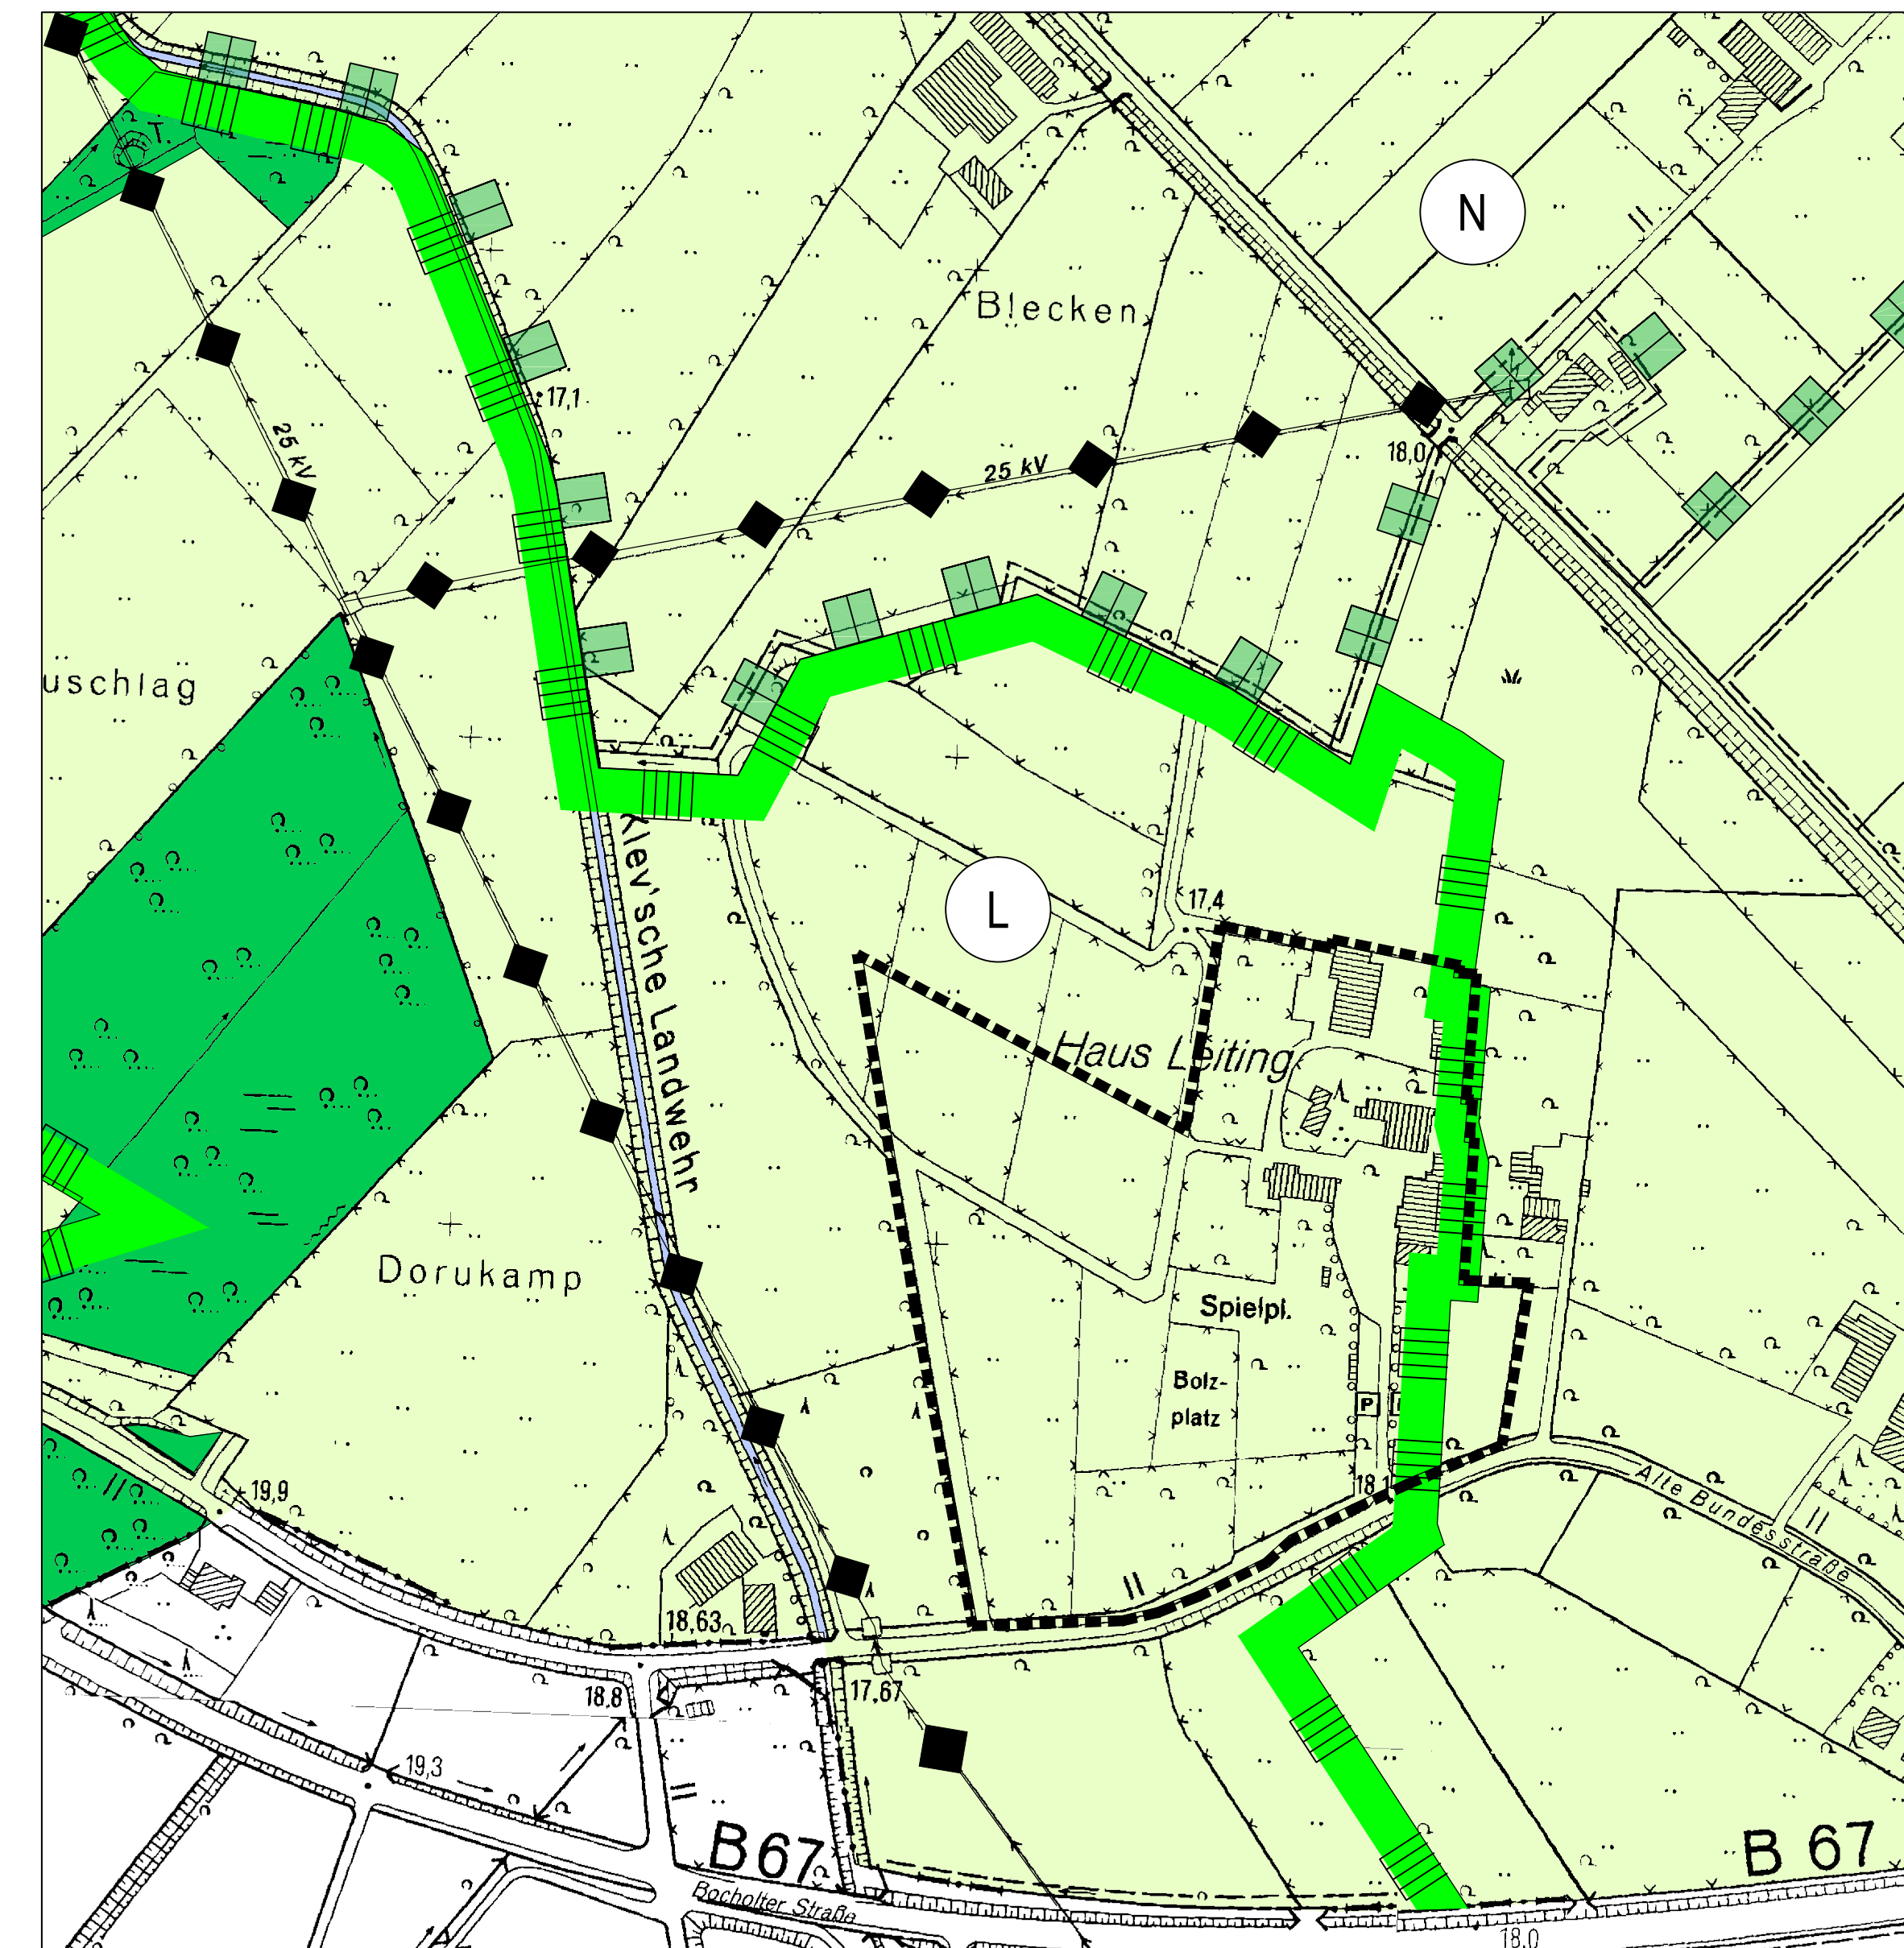 T.
N
Blecken
17,1
25 kV
25 kV
18,0
uschlag
Klev'sche Landwehr
L
17,4
Haus Leiting
Dorukamp
Spielpl.
Bolz-
platz
P
18,1
19,9
Alte Bundesstraße
18,63
18,8
17,67
19,3
B 67
B 67
Bocholter Straße
18,0